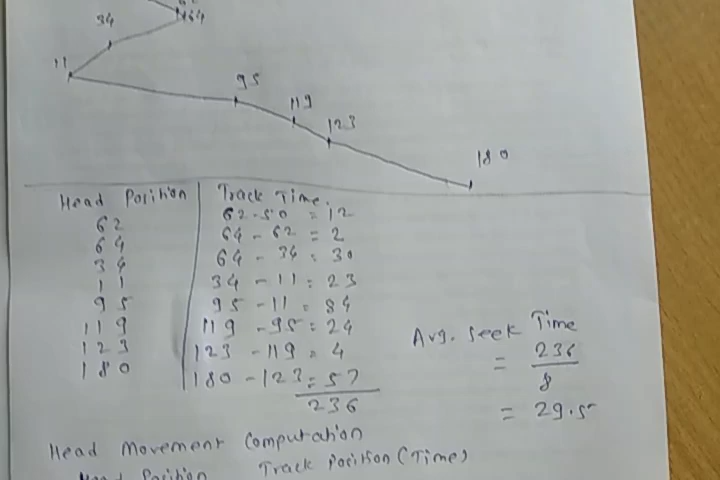 64
34
11
95
119
123
180
Head Position Track Time.
62 62-50 = 12
64 64-62 = 2
34 64-34 = 30
11 34-11 = 23
95 95-11 = 84
119 119-95 = 24
123 123-119 = 4
180 180-123 = 57
236
Avg. Seek Time
= 236
8
= 29.5
Head Movement Computation
Head Position Track Position (Time)